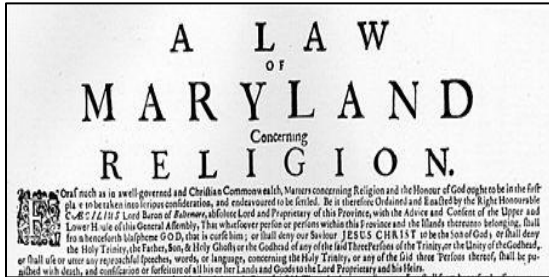 A LAW
OF
MARYLAND
Concerning
RELIGION.
FOrasmuch as in a well-governed and Christian Commonwealth, Matters concerning Religion and the Honour of God ought to be in the first
place to be taken into serious consideration, and endeavoured to be settled. Be it therefore Ordained and Enacted by the Right Honourable
CÆCILIUS Lord Baron of Baltemore, absolute Lord and Proprietary of this Province, with the Advice and Consent of the Upper and
Lower House of this General Assembly, That whatsoever person or persons within this Province and the Islands thereunto belonging, shall
from henceforth blaspheme GOD, that is curse him; or shall deny our Saviour JESUS CHRIST to be the Son of God; or shall deny
the Holy Trinity, the Father, Son, & Holy Ghost; or the Godhead of any of the said Three Persons of the Trinity, or the Unity of the Godhead,
or shall use or utter any reproachful speeches, words, or language, concerning the Holy Trinity, or any of the said three Persons thereof, shall be pu-
nished with death, and confiscation or forfeiture of all his or her Lands and Goods to the Lord Proprietary and his Heirs.